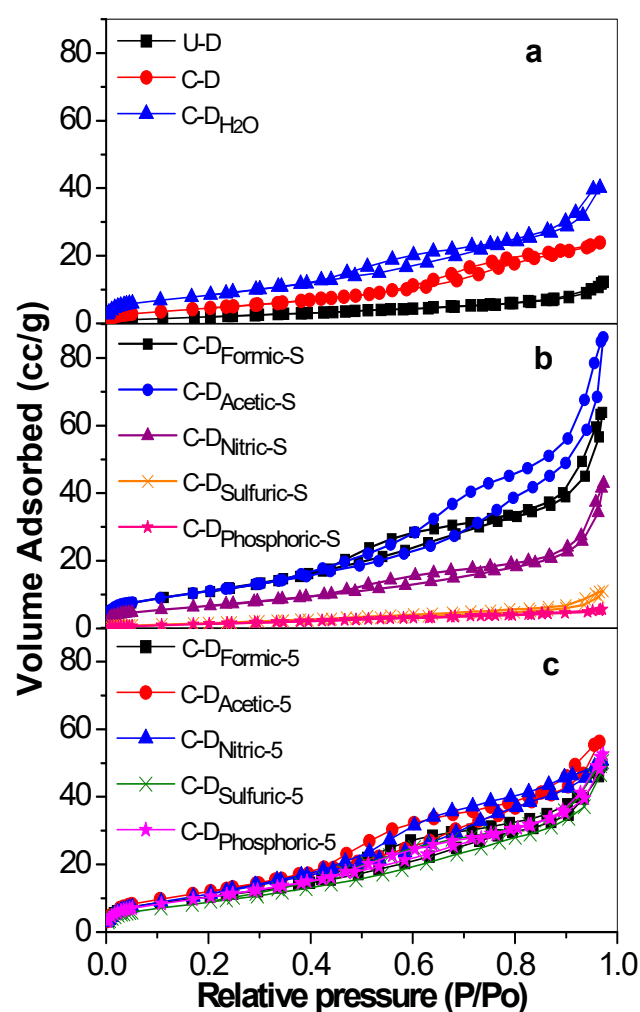 80
60
40
20
0
a
U-D
C-D
C-DH2O
80
60
40
20
0
b
C-DFormic-S
C-DAcetic-S
C-DNitric-S
C-DSulfuric-S
C-DPhosphoric-S
80
60
40
20
0
c
C-DFormic-5
C-DAcetic-5
C-DNitric-5
C-DSulfuric-5
C-DPhosphoric-5
Volume Adsorbed (cc/g)
0.0 0.2 0.4 0.6 0.8 1.0
Relative pressure (P/Po)